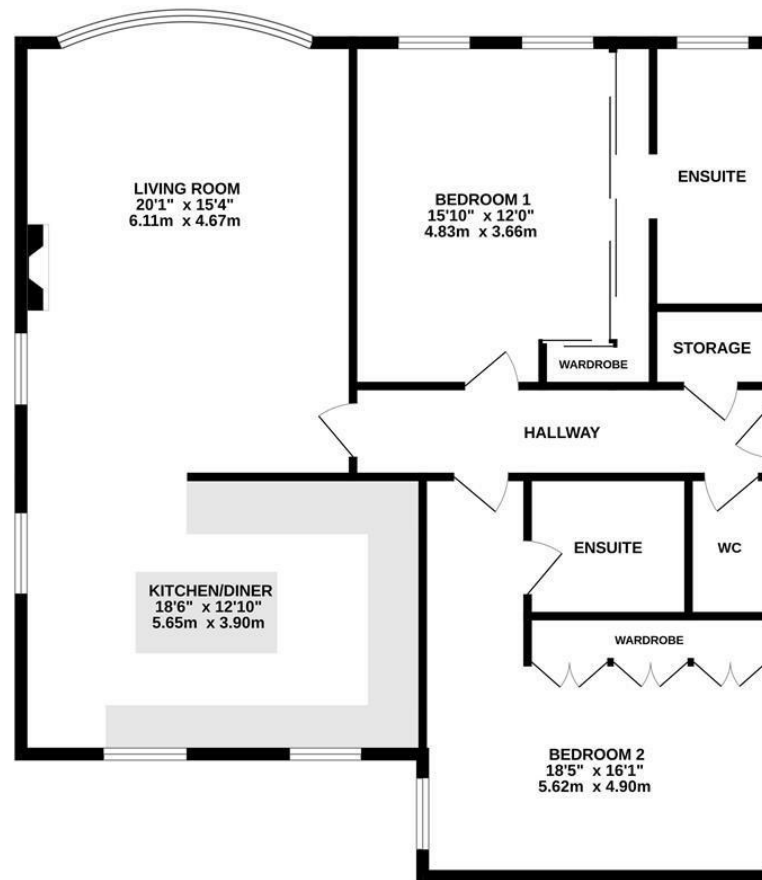 LIVING ROOM
20'1" x 15'4"
6.11m x 4.67m
BEDROOM 1
15'10" x 12'0"
4.83m x 3.66m
ENSUITE
STORAGE
WARDROBE
HALLWAY
KITCHEN/DINER
18'6" x 12'10"
5.65m x 3.90m
ENSUITE
WC
WARDROBE
BEDROOM 2
18'5" x 16'1"
5.62m x 4.90m